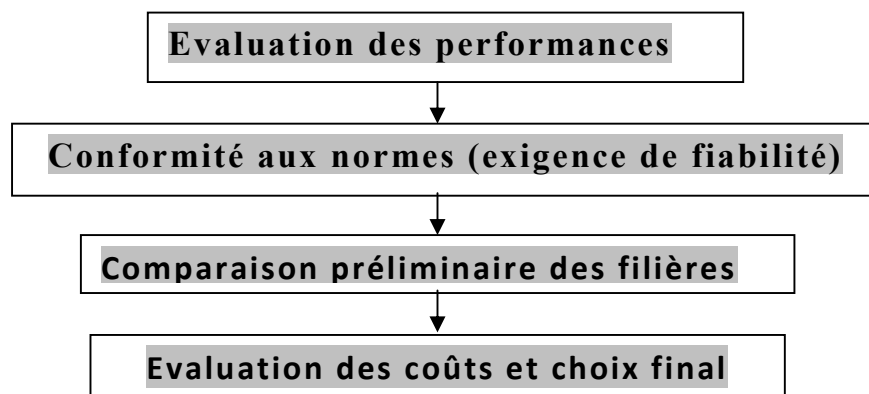 Evaluation des performances
Conformité aux normes (exigence de fiabilité)
Comparaison préliminaire des filières
Evaluation des coûts et choix final